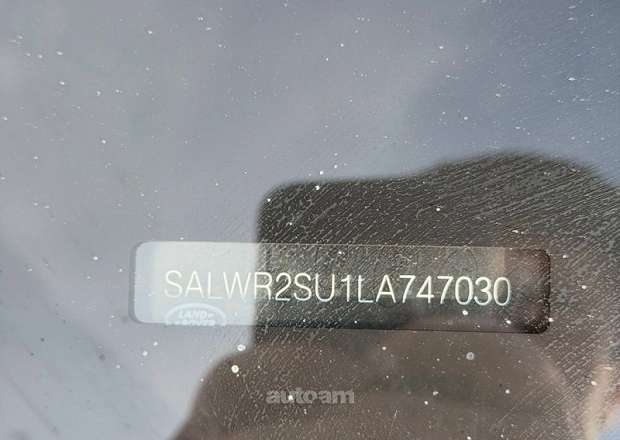 SALWR2SU1LA747030
LAND-
ROVER
autoam